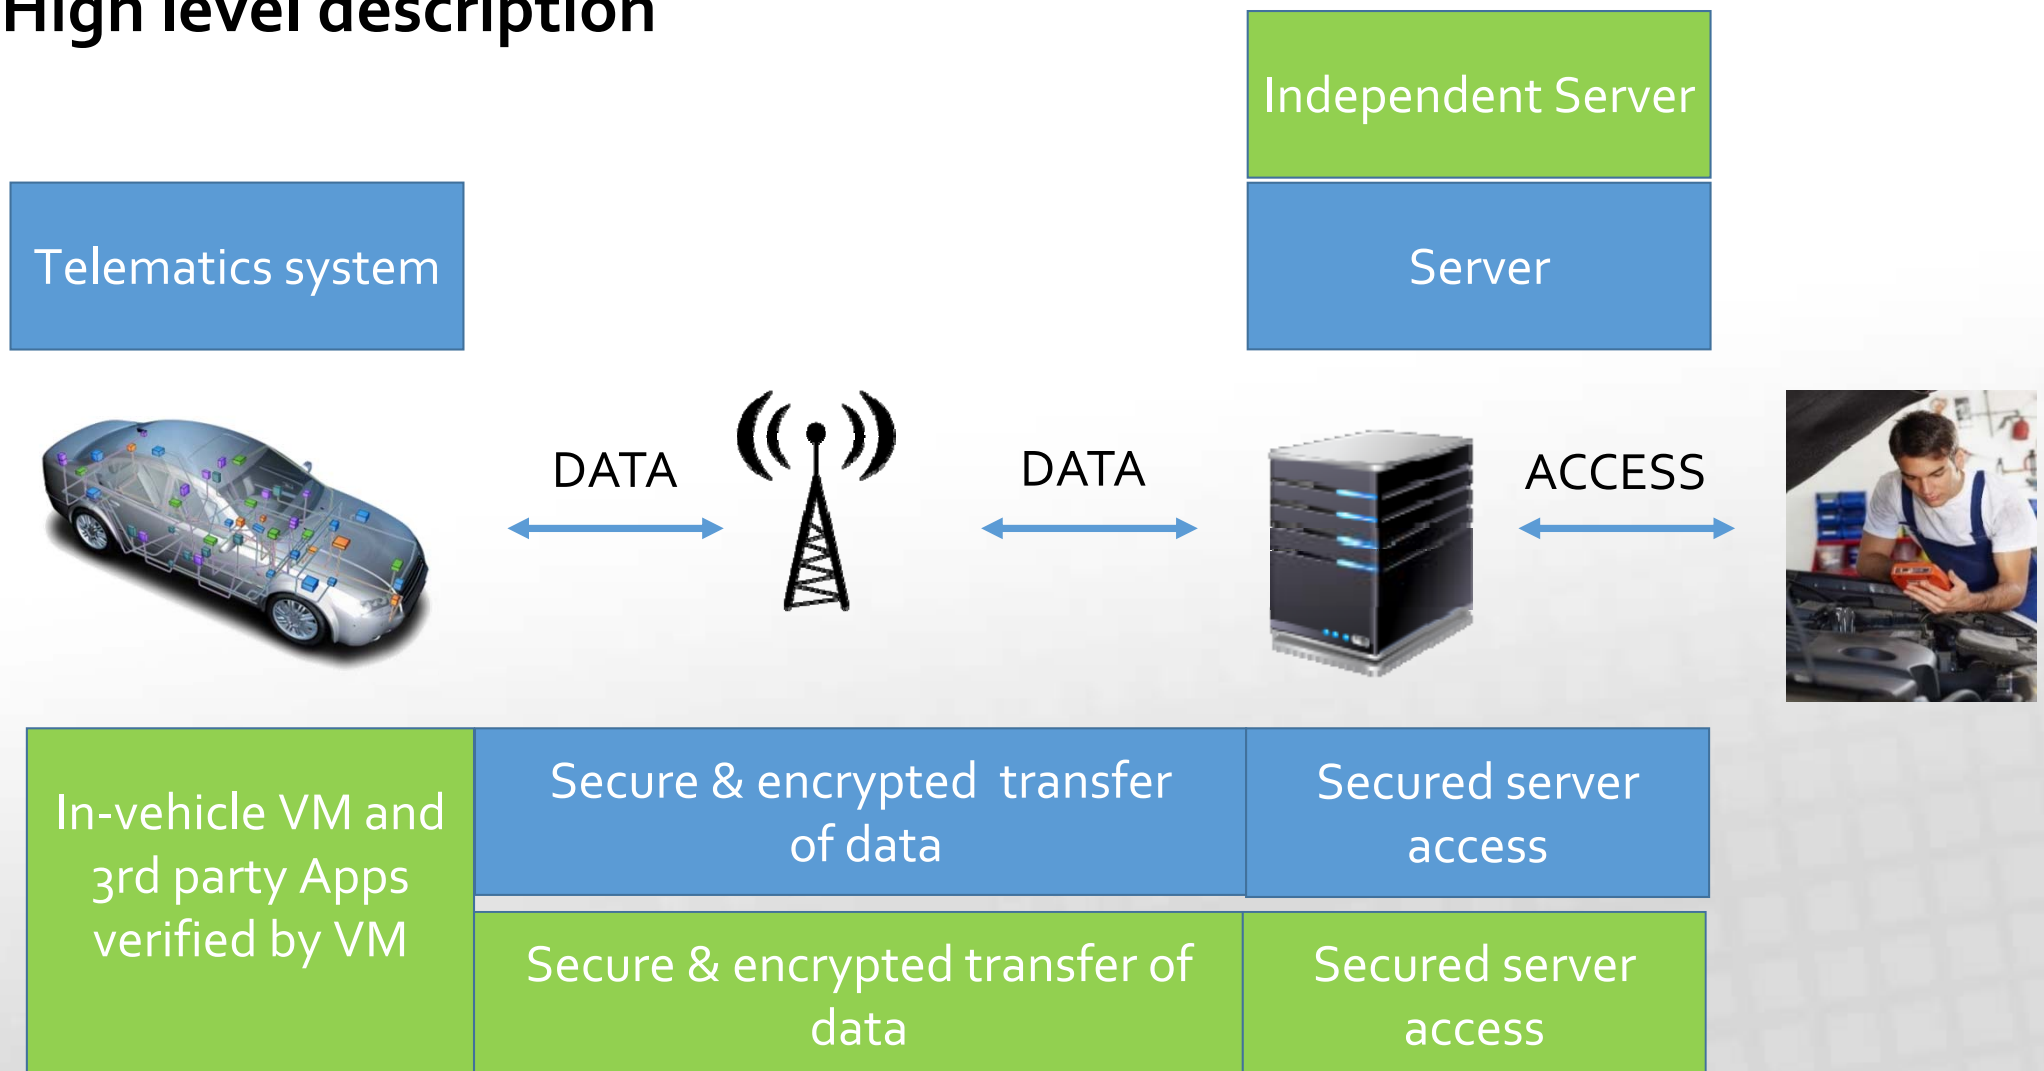 High level description
Independent Server
Telematics system
Server
DATA
DATA
ACCESS
In-vehicle VM and
3rd party Apps
verified by VM
Secure & encrypted transfer
of data
Secured server
access
Secure & encrypted transfer of
data
Secured server
access